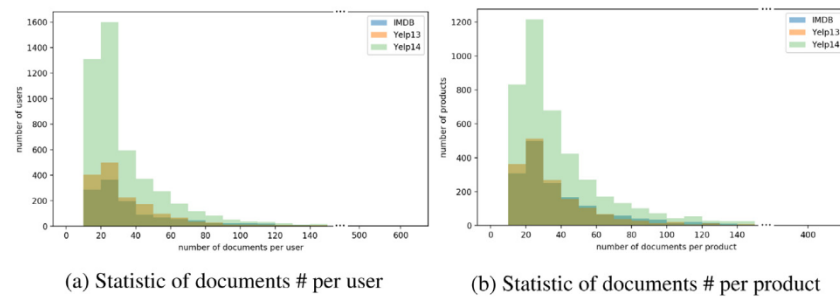 ...
1600
1400
1200
1000
800
600
400
200
0
number of users
IMDB
Yelp13
Yelp14
0 20 40 60 80 100 120 140 ... 500 600
number of documents per user
(a) Statistic of documents # per user
...
1200
1000
800
600
400
200
0
number of products
IMDB
Yelp13
Yelp14
0 20 40 60 80 100 120 140 ... 400
number of documents per product
(b) Statistic of documents # per product